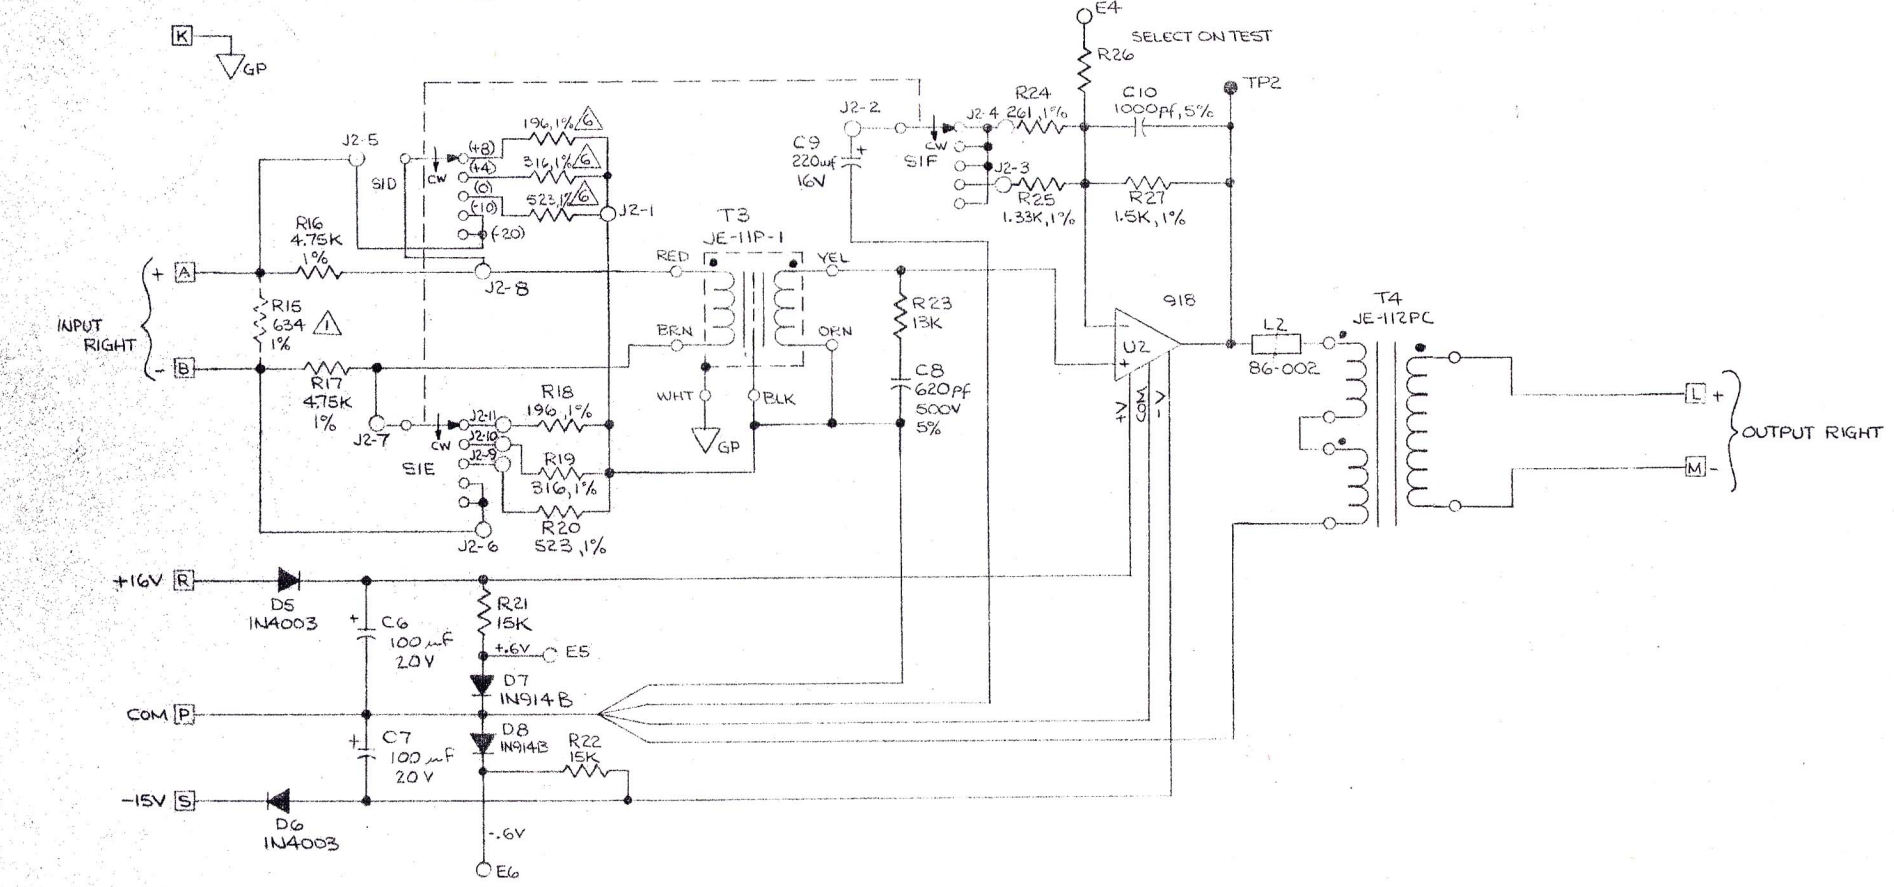 K
GP
E4
SELECT ON TEST
R26
TP2
J2-5
S1D
CW
(+8)
196,1% 6
(+4)
316,1% 6
(0)
523,1% 6
(-10)
(-20)
J2-1
J2-2
C9
220uf
16V
+
CW
S1F
J2-4
R24
261,1%
J2-3
R25
1.33K,1%
C10
1000pf,5%
R27
1.5K,1%
R16
4.75K
1%
+ A
J2-8
INPUT
RIGHT
R15
634
1%
1
- B
R17
4.75K
1%
J2-7
CW
S1E
J2-11
J2-10
J2-9
R18
196,1%
R19
316,1%
R20
523,1%
J2-6
T3
JE-11P-1
RED
YEL
BRN
ORN
WHT
BLK
GP
R23
13K
C8
620pf
500V
5%
918
-
U2
+
+V
COM
-V
L2
86-002
T4
JE-112PC
L +
OUTPUT RIGHT
M -
+16V R
D5
1N4003
+ C6
100 uf
20V
R21
15K
+.6V
E5
D7
1N914B
COM P
+ C7
100 uf
20V
D8
1N914B
R22
15K
-15V S
D6
1N4003
-.6V
E6